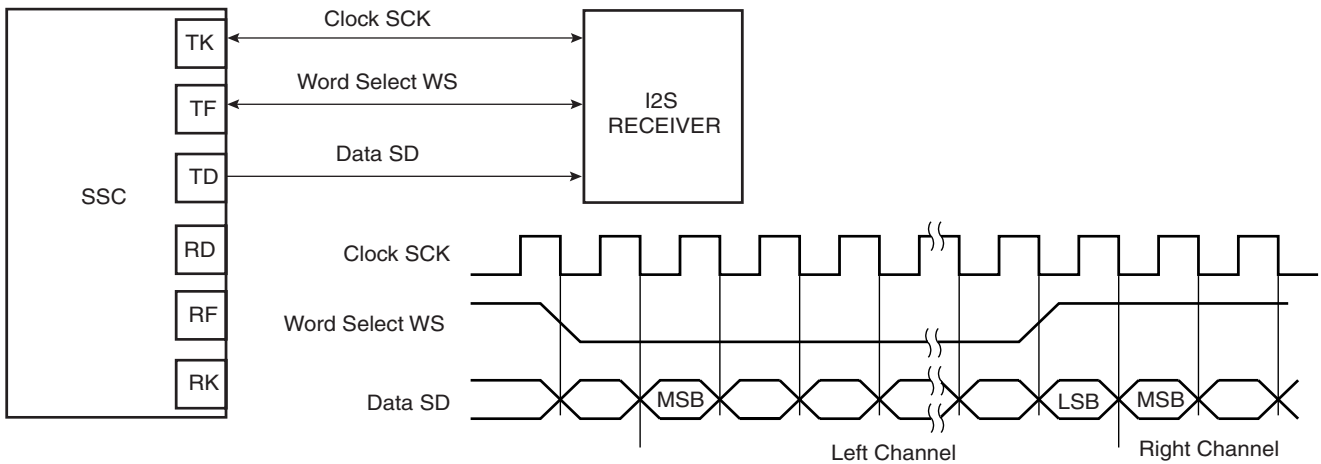 Clock SCK
TK
Word Select WS
TF
I2S
RECEIVER
Data SD
TD
SSC
RD
RF
RK
Clock SCK
Word Select WS
Data SD
MSB
LSB
MSB
Left Channel
Right Channel